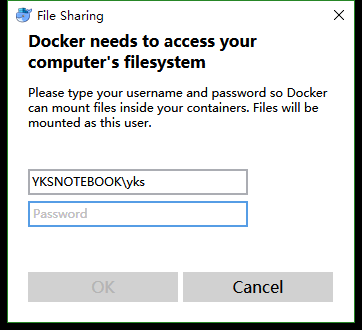 File Sharing
Docker needs to access your
computer's filesystem
Please type your username and password so Docker
can mount files inside your containers. Files will be
mounted as this user.
YKSNOTEBOOK\yks
Password
OK Cancel